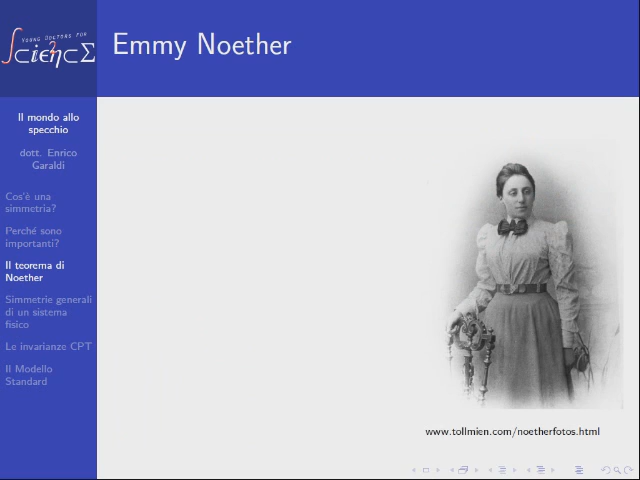 Young Doctors for
Emmy Noether
Il mondo allo
specchio
dott. Enrico
Garaldi
Cos'è una
simmetria?
Perché sono
importanti?
Il teorema di
Noether
Simmetrie generali
di un sistema
fisico
Le invarianze CPT
Il Modello
Standard
www.tollmien.com/noetherfotos.html